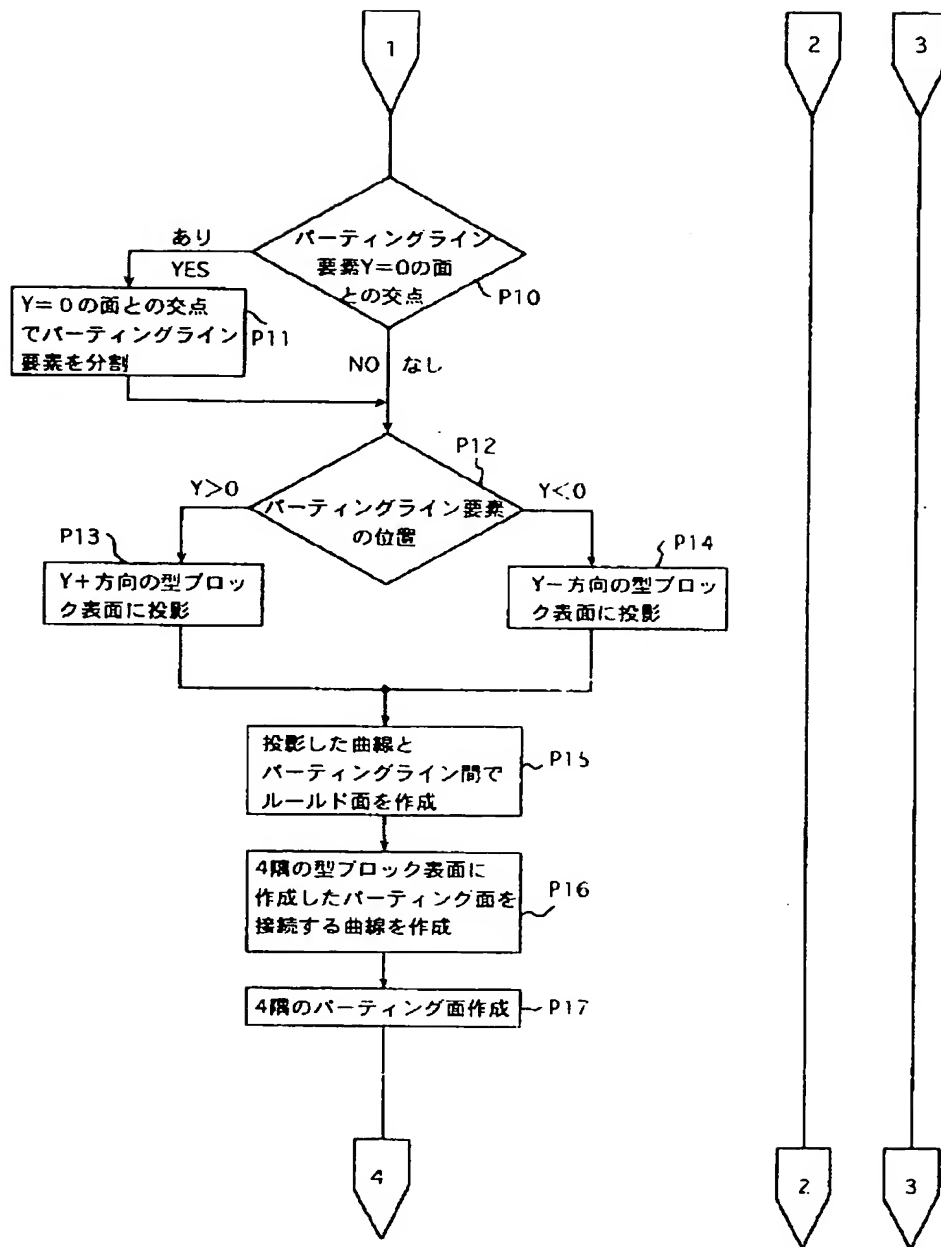 1
2
3
パーティングライン
要素Y=0の面
との交点
P10
あり
YES
Y=0の面との交点
でパーティングライン
要素を分割
P11
NO なし
P12
パーティングライン要素
の位置
Y>0
Y<0
P13
Y+方向の型ブロッ
ク表面に投影
P14
Y−方向の型ブロッ
ク表面に投影
投影した曲線と
パーティングライン間で
ルールド面を作成
P15
4隅の型ブロック表面に
作成したパーティング面を
接続する曲線を作成
P16
4隅のパーティング面作成
P17
4
2
3